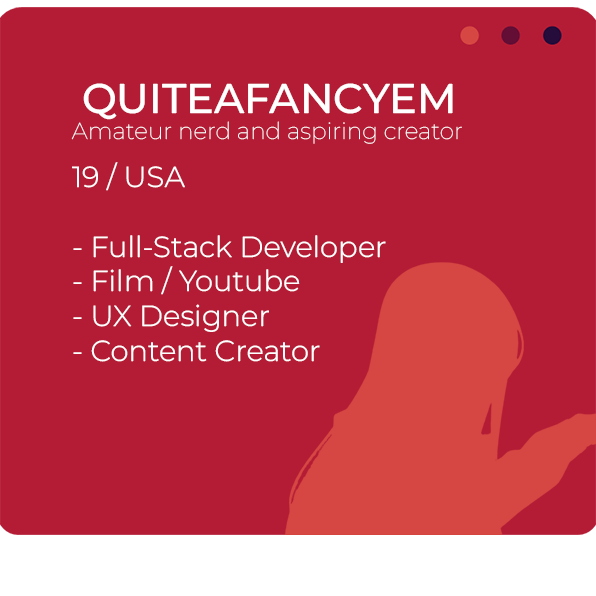 QUITEAFANCYEM
Amateur nerd and aspiring creator
19 / USA
- Full-Stack Developer
- Film / Youtube
- UX Designer
- Content Creator